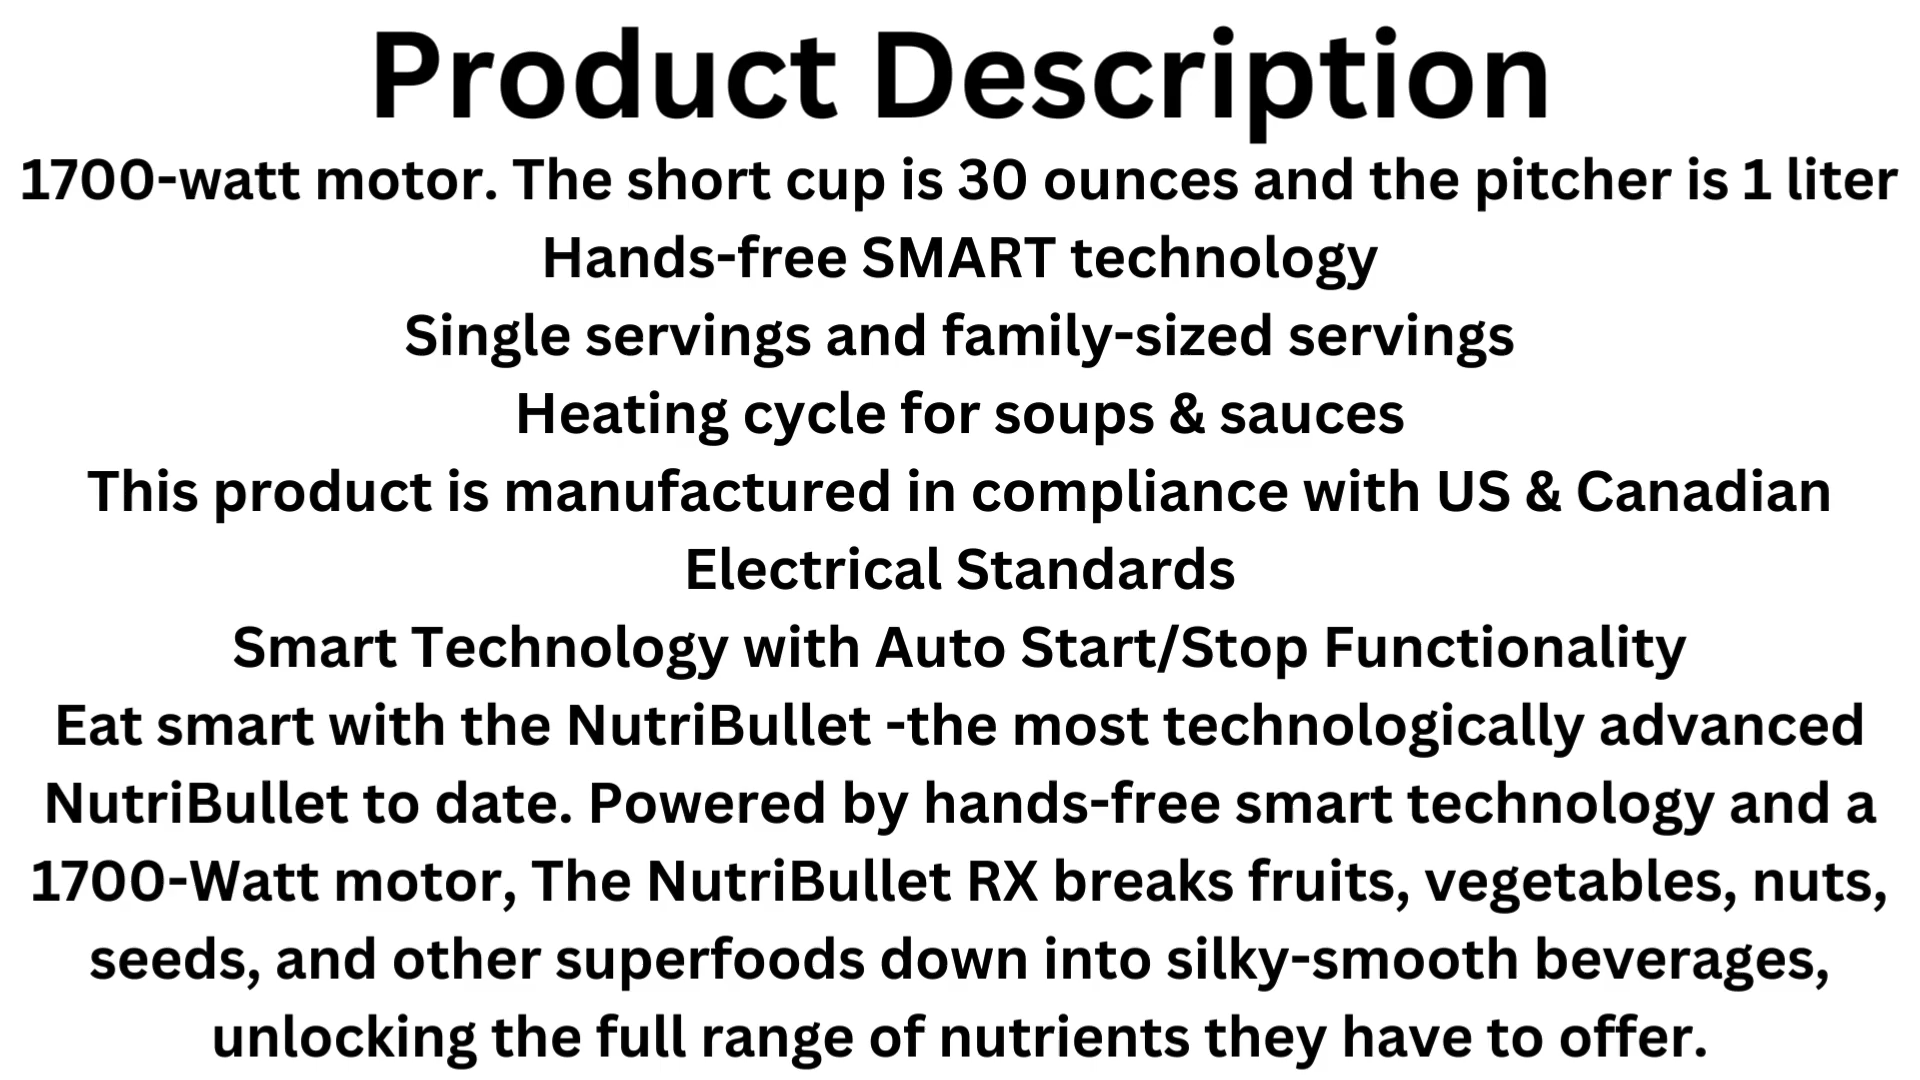 Product Description
1700-watt motor. The short cup is 30 ounces and the pitcher is 1 liter
Hands-free SMART technology
Single servings and family-sized servings
Heating cycle for soups & sauces
This product is manufactured in compliance with US & Canadian
Electrical Standards
Smart Technology with Auto Start/Stop Functionality
Eat smart with the NutriBullet -the most technologically advanced
NutriBullet to date. Powered by hands-free smart technology and a
1700-Watt motor, The NutriBullet RX breaks fruits, vegetables, nuts,
seeds, and other superfoods down into silky-smooth beverages,
unlocking the full range of nutrients they have to offer.